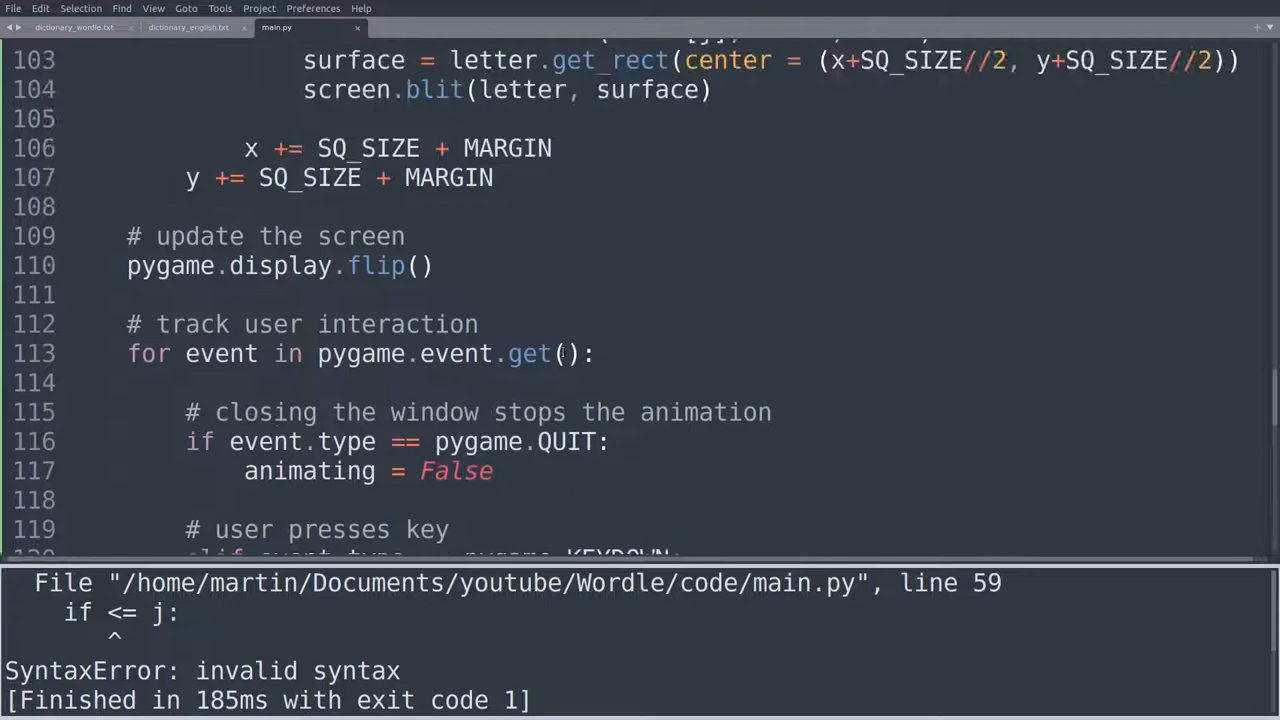 File Edit Selection Find View Goto Tools Project Preferences Help
dictionary_wordle.txt × dictionary_english.txt × main.py ×
103 surface = letter.get_rect(center = (x+SQ_SIZE//2, y+SQ_SIZE//2))
104 screen.blit(letter, surface)
105
106 x += SQ_SIZE + MARGIN
107 y += SQ_SIZE + MARGIN
108
109 # update the screen
110 pygame.display.flip()
111
112 # track user interaction
113 for event in pygame.event.get():
114
115 # closing the window stops the animation
116 if event.type == pygame.QUIT:
117 animating = False
118
119 # user presses key
120 elif event.type == pygame.KEYDOWN:
File "/home/martin/Documents/youtube/Wordle/code/main.py", line 59
if <= j:
^
SyntaxError: invalid syntax
[Finished in 185ms with exit code 1]